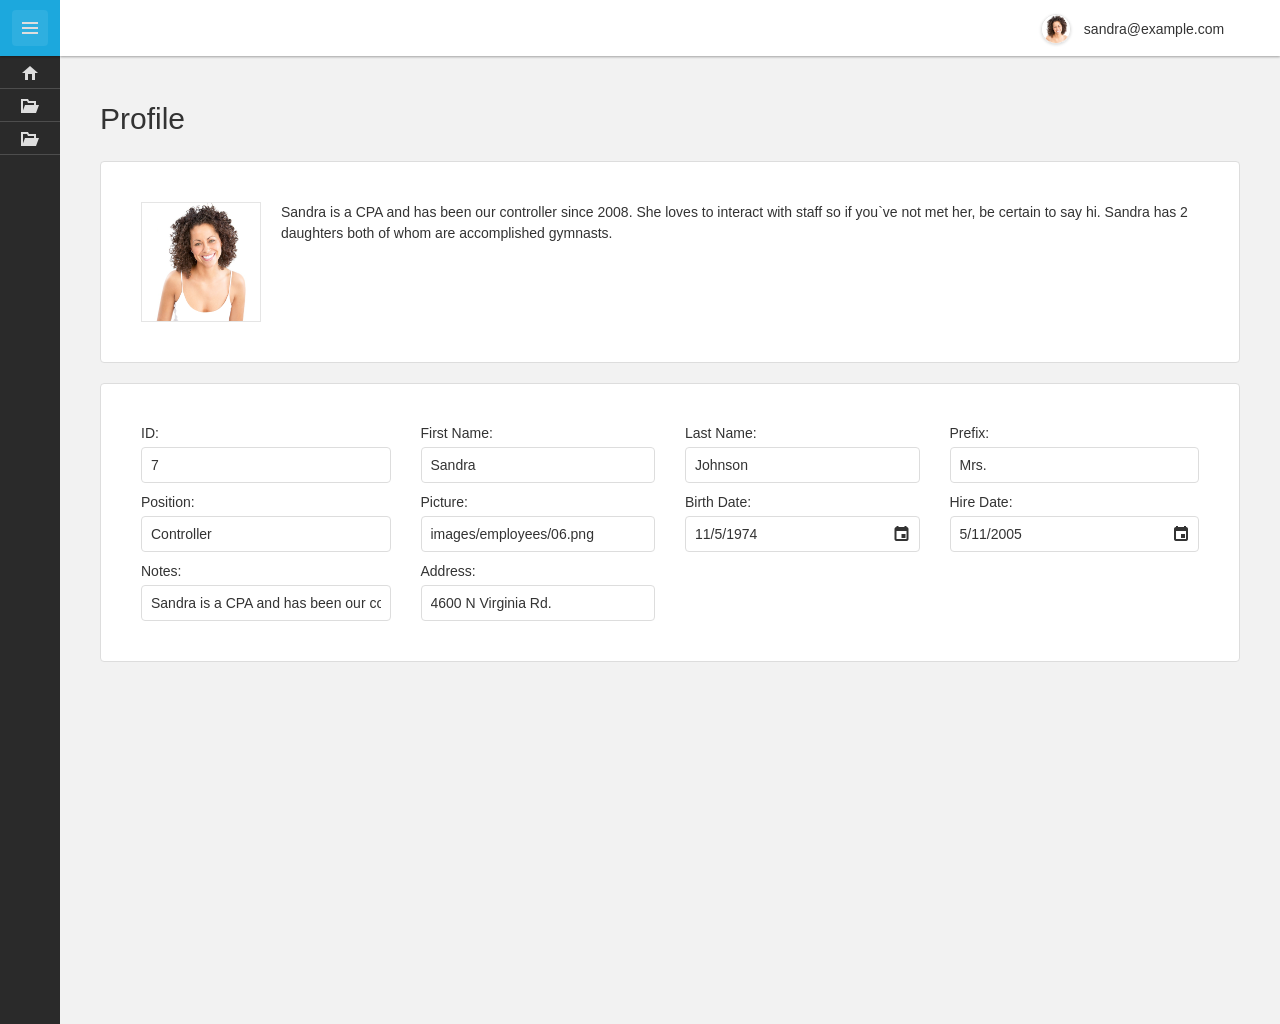 sandra@example.com
Profile
Sandra is a CPA and has been our controller since 2008. She loves to interact with staff so if you`ve not met her, be certain to say hi. Sandra has 2
daughters both of whom are accomplished gymnasts.
ID: First Name: Last Name: Prefix:
7 Sandra Johnson Mrs.
Position: Picture: Birth Date: Hire Date:
Controller images/employees/06.png 11/5/1974 5/11/2005
Notes: Address:
Sandra is a CPA and has been our 4600 N Virginia Rd.